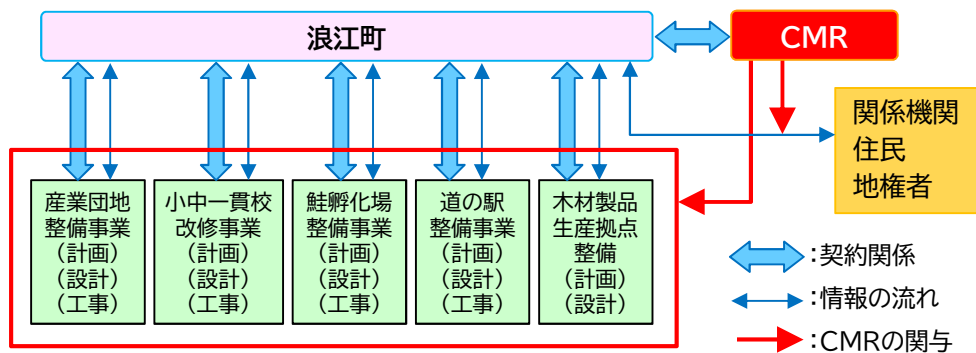 浪江町
CMR
関係機関
住民
地権者
産業団地
整備事業
(計画)
(設計)
(工事)
小中一貫校
改修事業
(計画)
(設計)
(工事)
鮭孵化場
整備事業
(計画)
(設計)
(工事)
道の駅
整備事業
(計画)
(設計)
(工事)
木材製品
生産拠点
整備
(計画)
(設計)
:契約関係
:情報の流れ
:CMRの関与